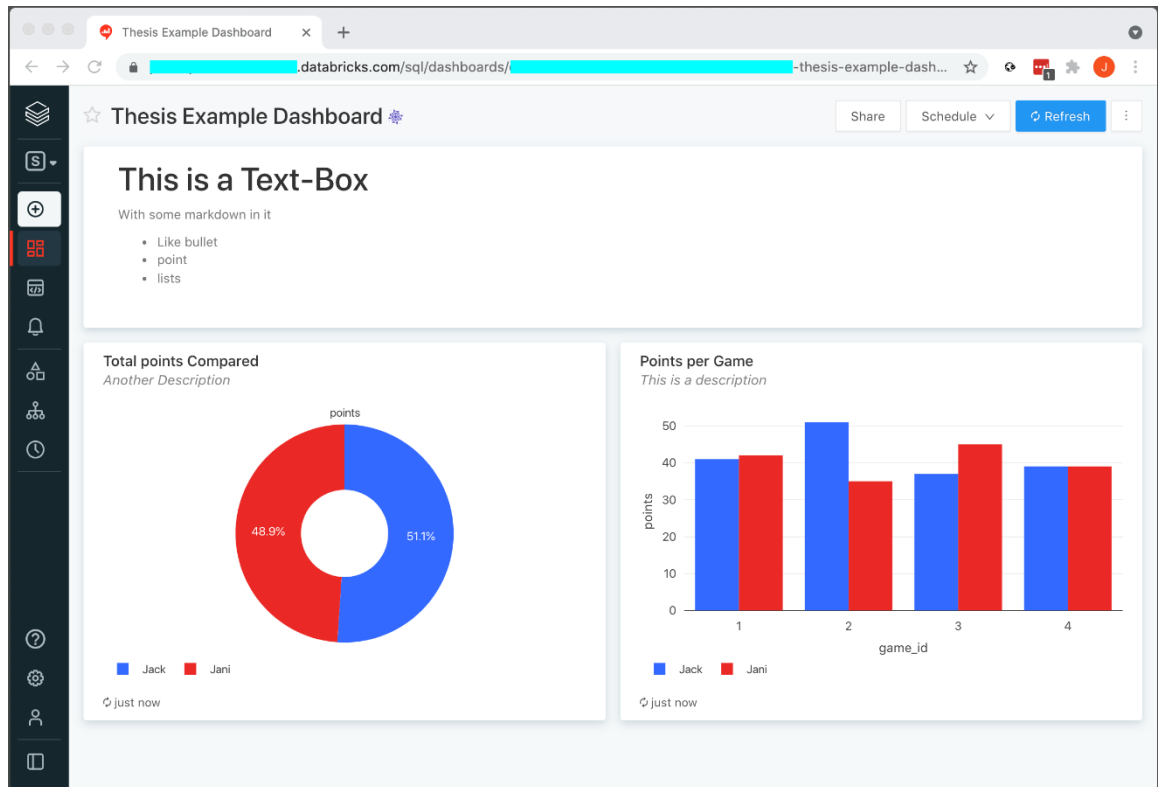 Thesis Example Dashboard
.databricks.com/sql/dashboards/
-thesis-example-dash...
1
J
Thesis Example Dashboard
Share
Schedule
Refresh
S
This is a Text-Box
With some markdown in it
• Like bullet
• point
• lists
Total points Compared
Another Description
points
48.9%
51.1%
Jack
Jani
just now
Points per Game
This is a description
50
40
30
20
10
0
points
1 2 3 4
game_id
Jack
Jani
just now